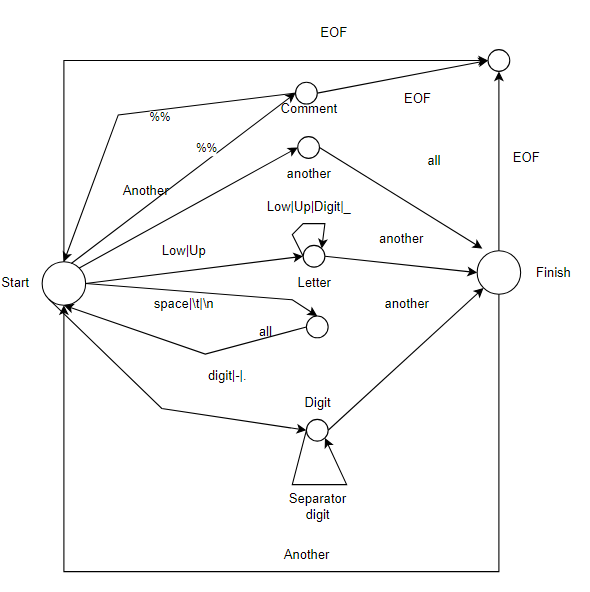 EOF
%%
Comment
EOF
%%
another
all
EOF
Another
Low|Up|Digit|_
another
Low|Up
Start
Letter
Finish
space|\t|\n
another
all
digit|-|.
Digit
Separator
digit
Another